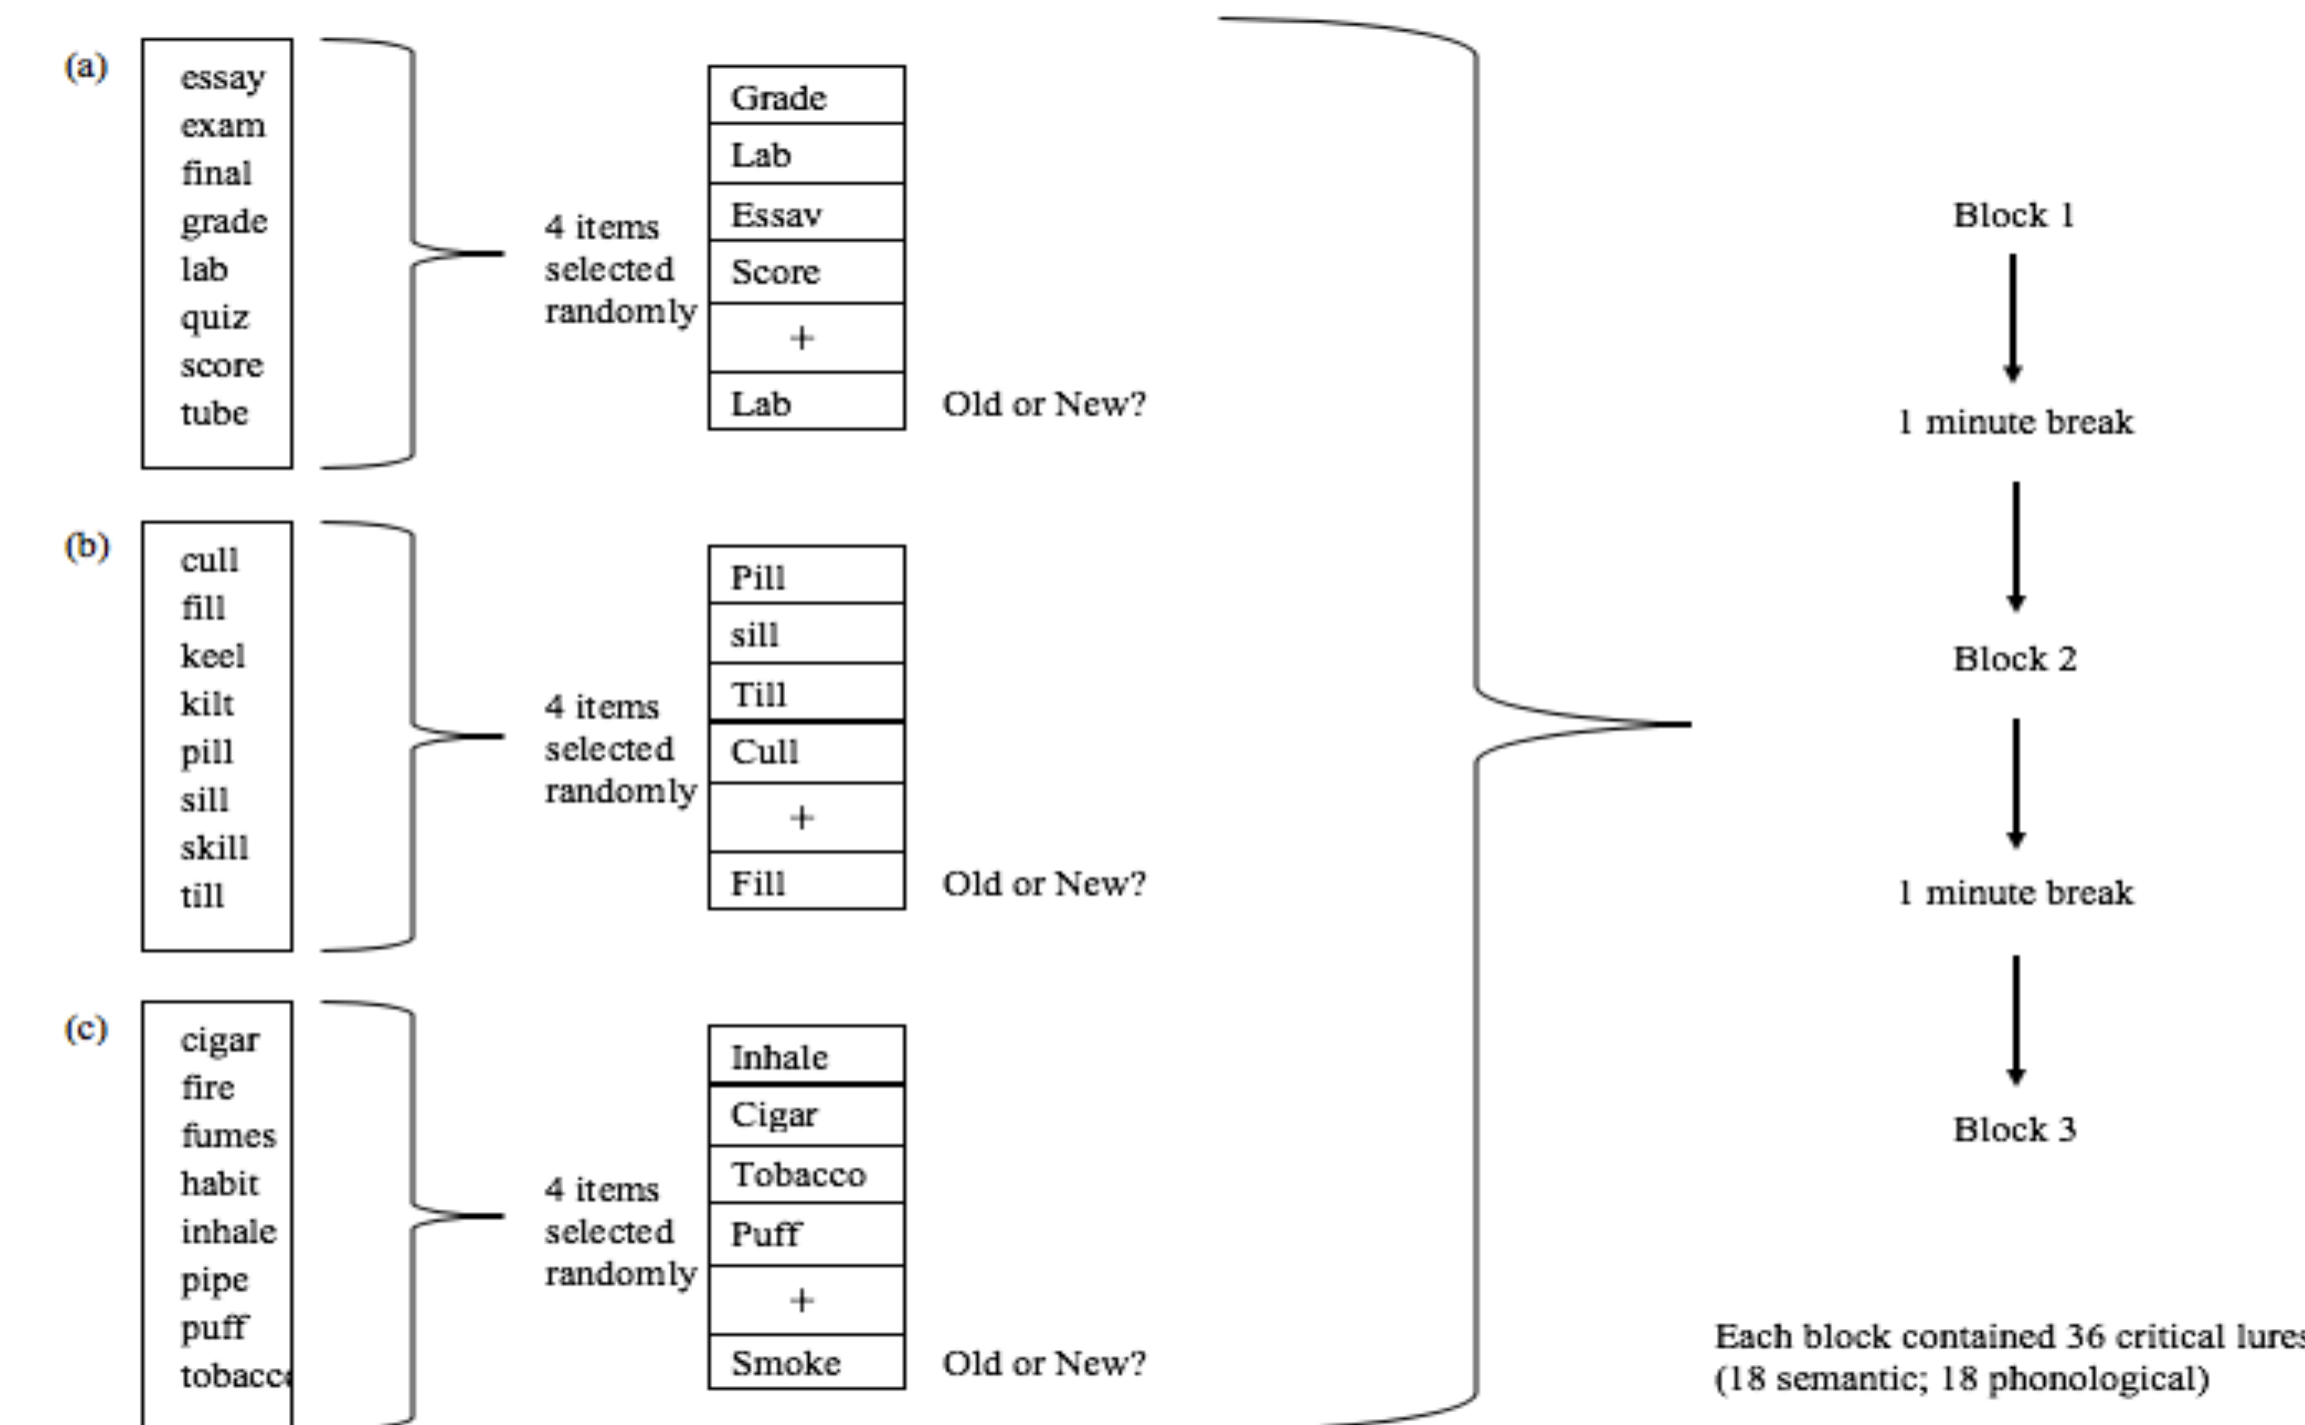 (a)
essay
exam
final
grade
lab
quiz
score
tube
4 items
selected
randomly
Grade
Lab
Essav
Score
+
Lab
Old or New?
(b)
cull
fill
keel
kilt
pill
sill
skill
till
4 items
selected
randomly
Pill
sill
Till
Cull
+
Fill
Old or New?
(c)
cigar
fire
fumes
habit
inhale
pipe
puff
tobacco
4 items
selected
randomly
Inhale
Cigar
Tobacco
Puff
+
Smoke
Old or New?
Block 1
1 minute break
Block 2
1 minute break
Block 3
Each block contained 36 critical lures
(18 semantic; 18 phonological)